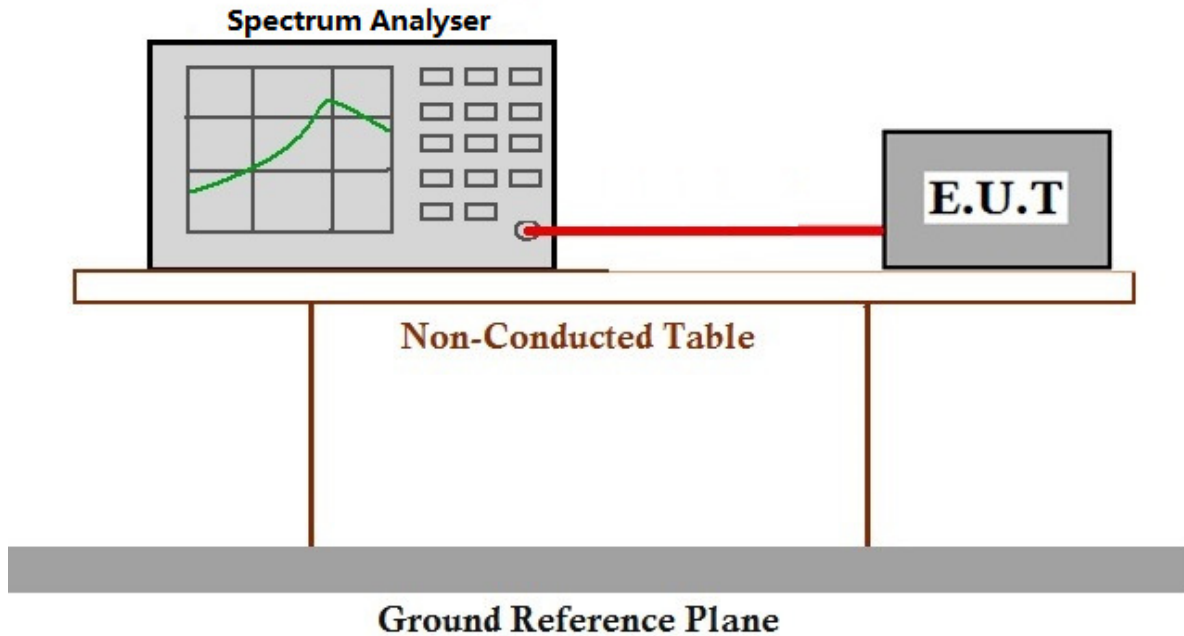 Spectrum Analyser
E.U.T
Non-Conducted Table
Ground Reference Plane